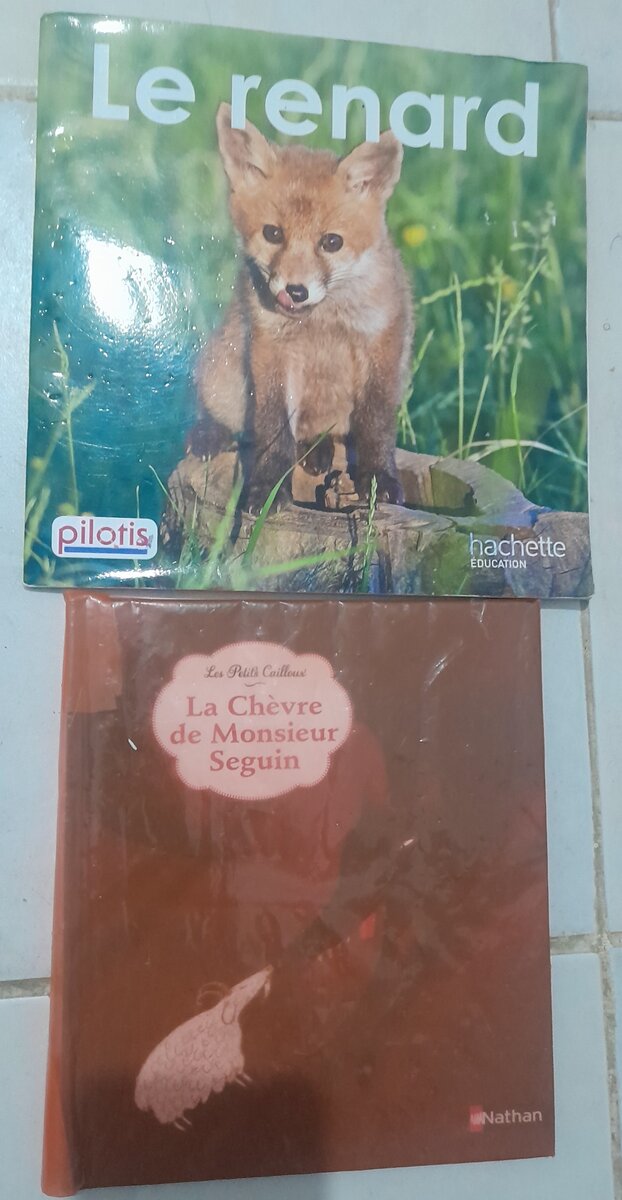 Le renard
pilotis
hachette
ÉDUCATION
Les Petits Cailloux
La Chèvre
de Monsieur
Seguin
Nathan